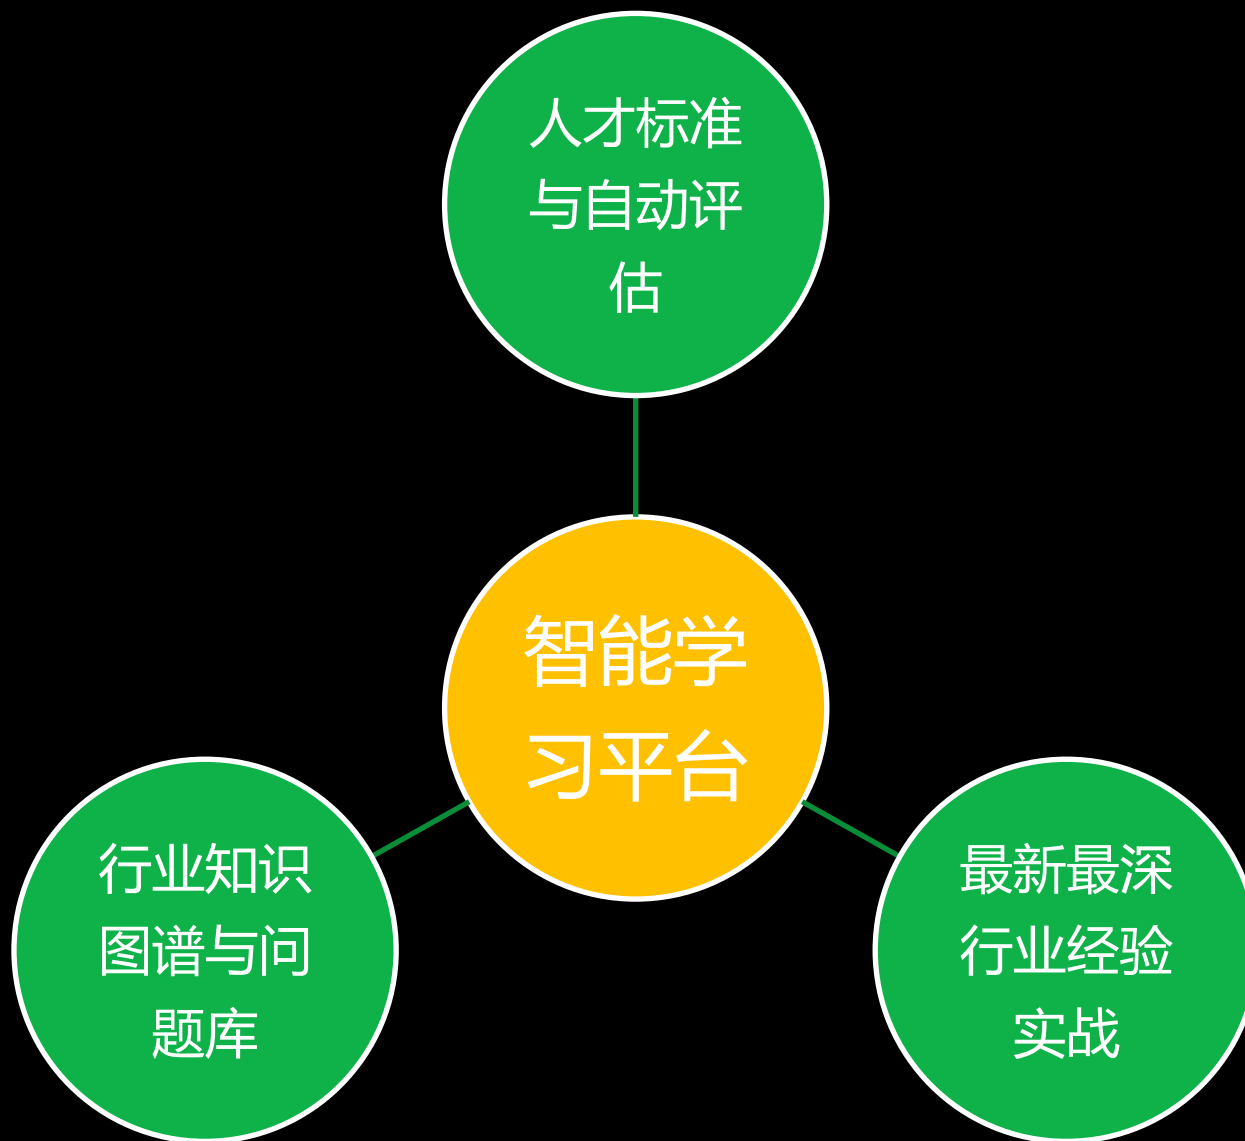 人才标准
与自动评
估
智能学
习平台
行业知识
图谱与问
题库
最新最深
行业经验
实战